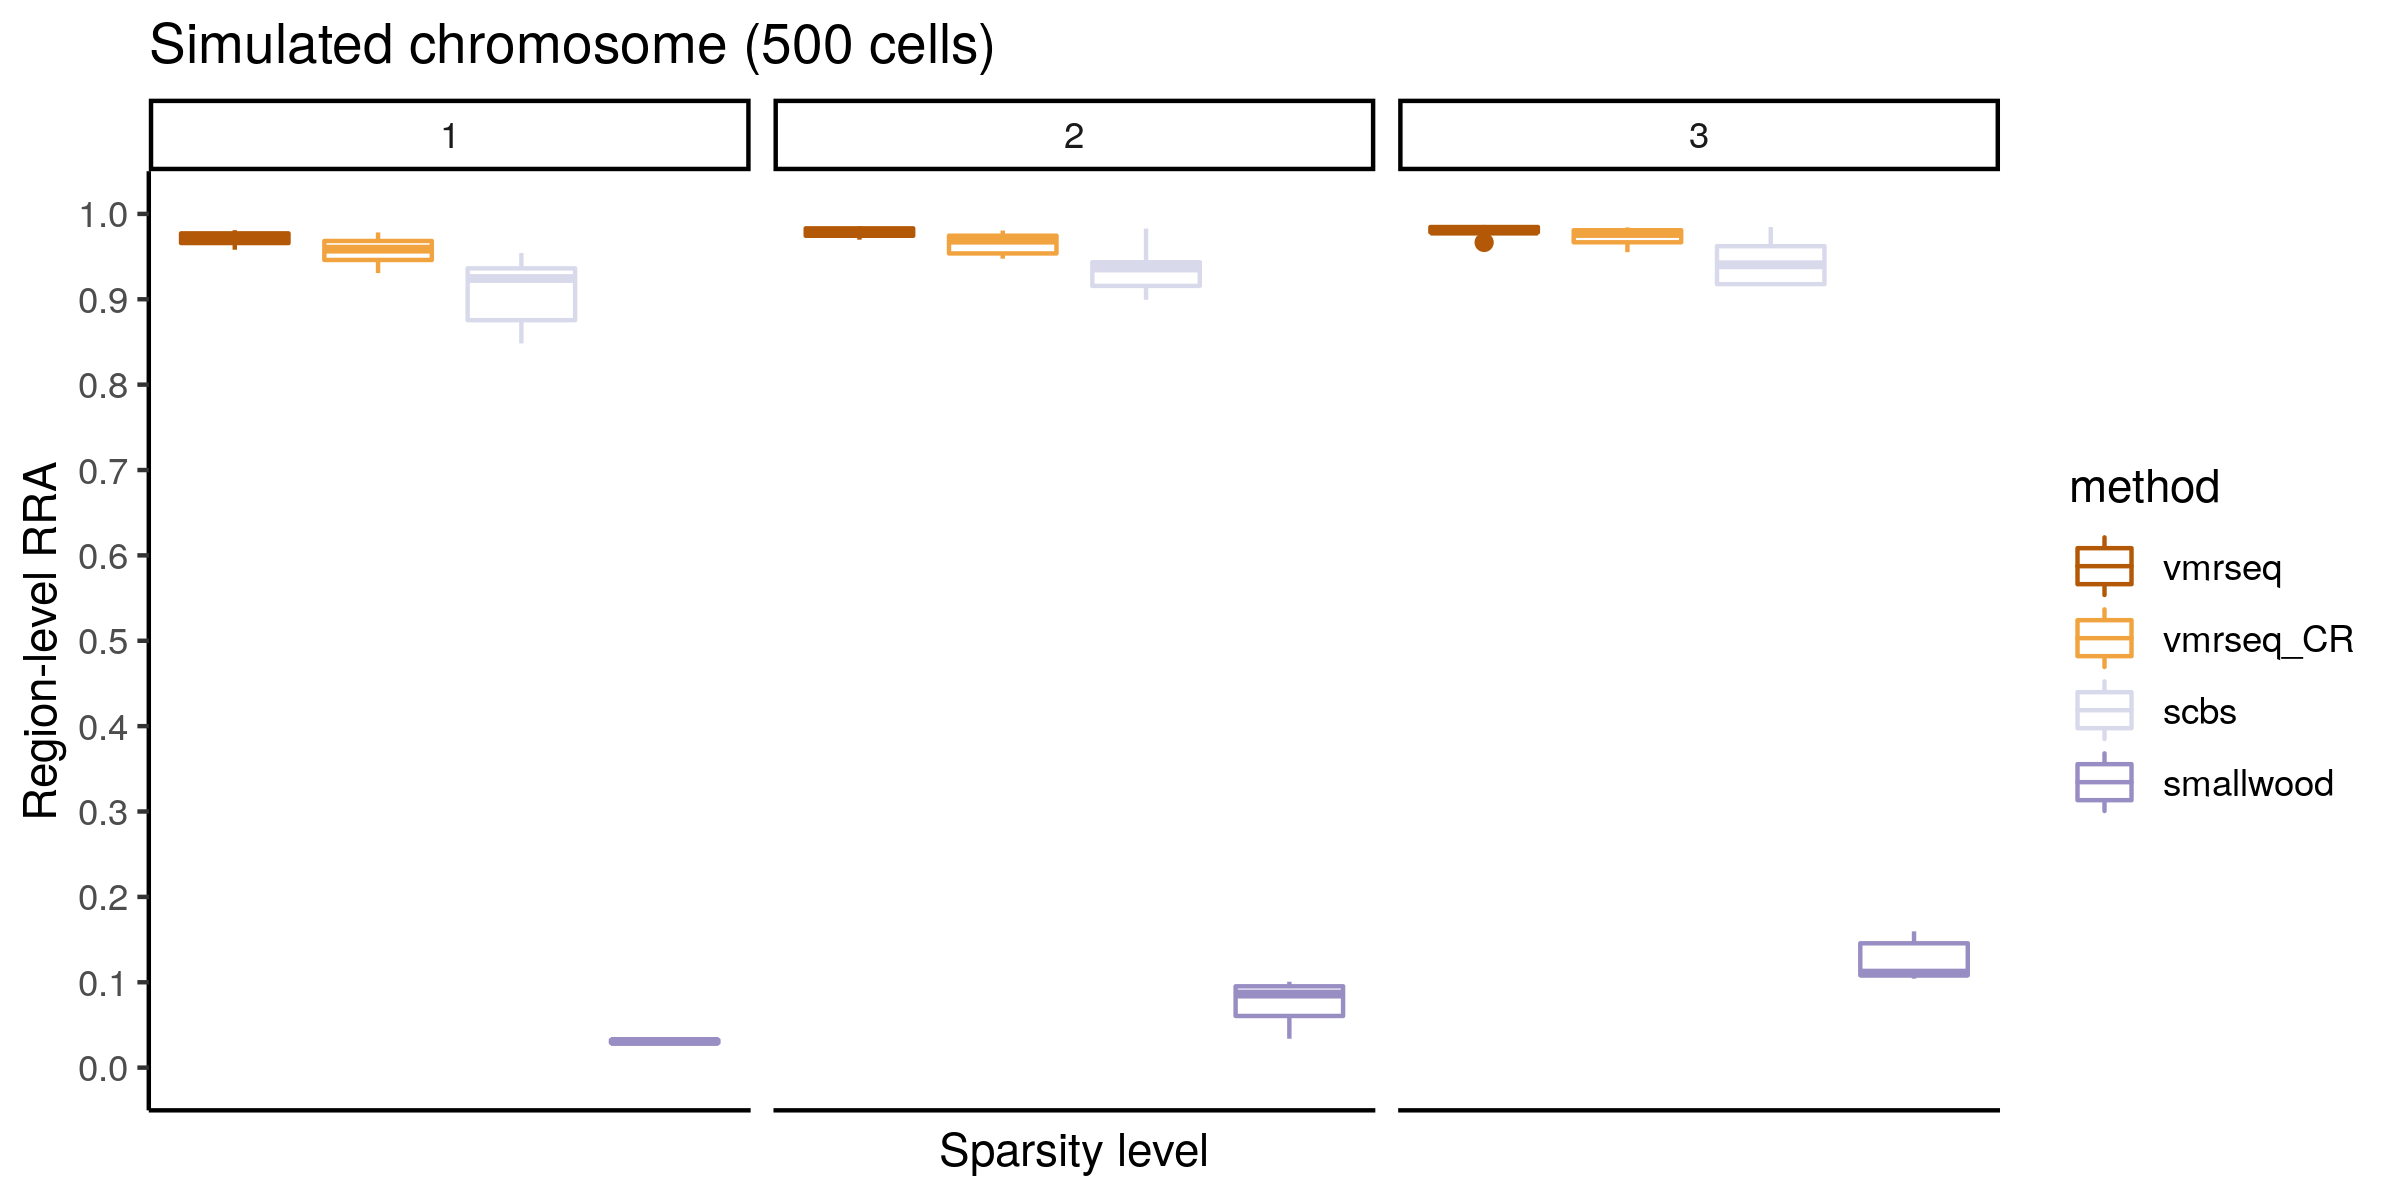 Simulated chromosome (500 cells)
1 2 3
1.0
0.9
0.8
0.7
0.6
0.5
0.4
0.3
0.2
0.1
0.0
Region-level RRA
Sparsity level
method
vmrseq
vmrseq_CR
scbs
smallwood